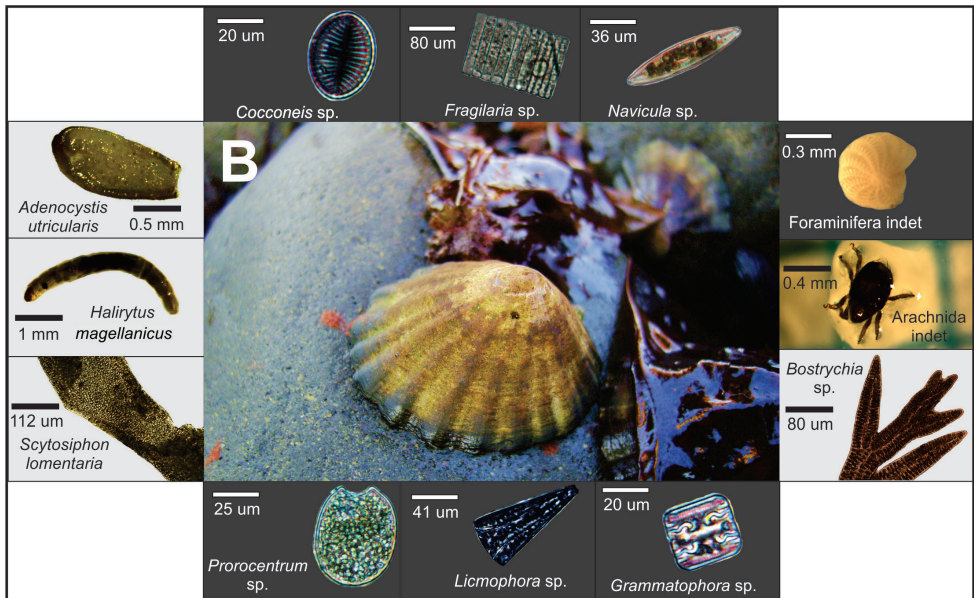 20 um
Cocconeis sp.
80 um
Fragilaria sp.
36 um
Navicula sp.
Adenocystis
utricularis
0.5 mm
B
0.3 mm
Foraminifera indet
1 mm
Halirytus
magellanicus
0.4 mm
Arachnida
indet
112 um
Scytosiphon
lomentaria
Bostrychia
sp.
80 um
25 um
Prorocentrum
sp.
41 um
Licmophora sp.
20 um
Grammatophora sp.